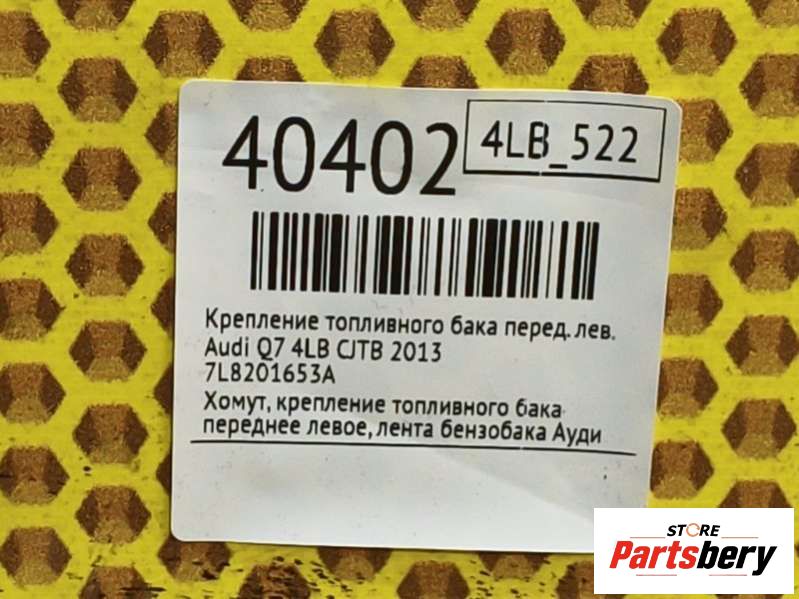 40402
4LB_522
Крепление топливного бака перед. лев.
Audi Q7 4LB CJTB 2013
7L8201653A
Хомут, крепление топливного бака
переднее левое, лента бензобака Ауди
STORE
Partsbery